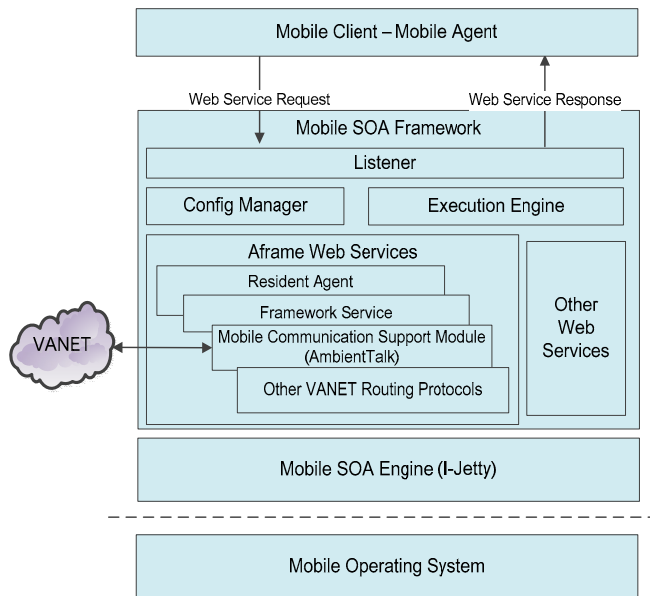 Mobile Client – Mobile Agent
Web Service Request
Web Service Response
Mobile SOA Framework
Listener
Config Manager
Execution Engine
Aframe Web Services
Resident Agent
Framework Service
Mobile Communication Support Module
(AmbientTalk)
Other VANET Routing Protocols
Other
Web
Services
VANET
Mobile SOA Engine (I-Jetty)
Mobile Operating System